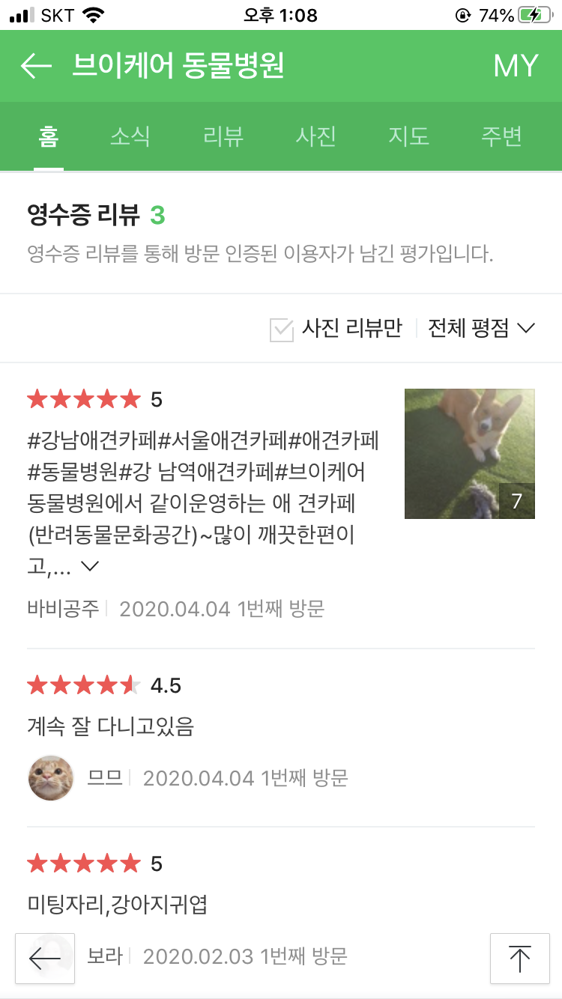 SKT 오후 1:08 74%
브이케어 동물병원 MY
홈 소식 리뷰 사진 지도 주변
영수증 리뷰 3
영수증 리뷰를 통해 방문 인증된 이용자가 남긴 평가입니다.
사진 리뷰만 전체 평점
5
#강남애견카페#서울애견카페#애견카페
#동물병원#강 남역애견카페#브이케어
동물병원에서 같이운영하는 애 견카페
(반려동물문화공간)~많이 깨끗한편이
고,...
7
바비공주 2020.04.04 1번째 방문
4.5
계속 잘 다니고있음
므므 2020.04.04 1번째 방문
5
미팅자리,강아지귀엽
보라 2020.02.03 1번째 방문